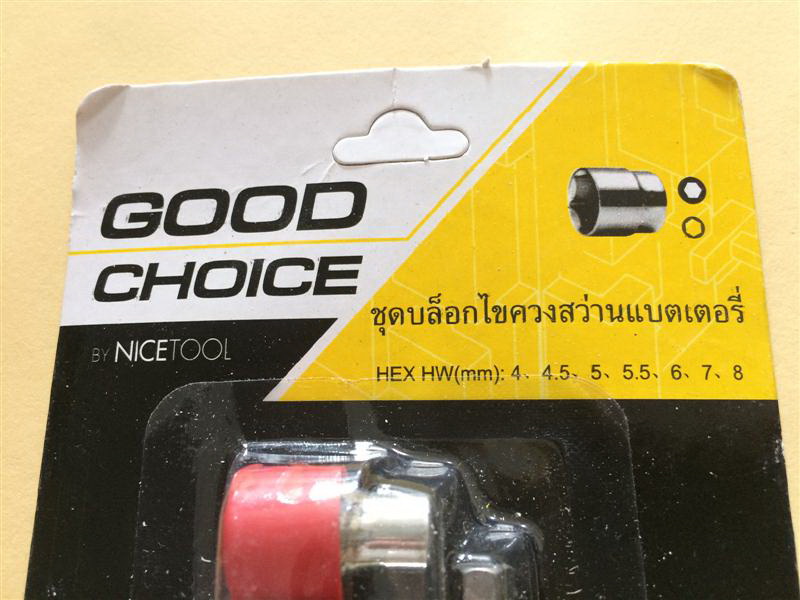 GOOD
CHOICE
BY NICETOOL
ชุดบล็อกไขควงสว่านแบตเตอรี่
HEX HW(mm): 4、4.5、5、5.5、6、7、8